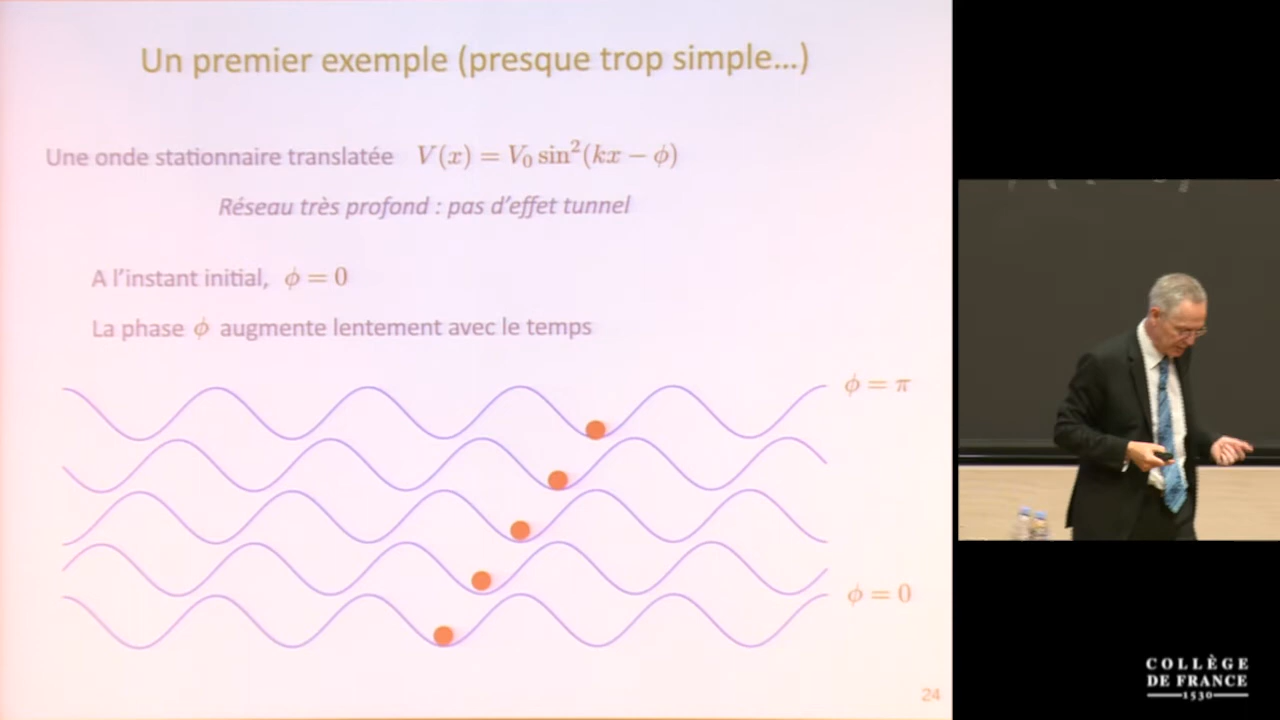 Un premier exemple (presque trop simple...)
Une onde stationnaire translatée V(x) = V₀ sin²(kx − ϕ)
Réseau très profond : pas d'effet tunnel
A l'instant initial, ϕ = 0
La phase ϕ augmente lentement avec le temps
ϕ = π
ϕ = 0
24
COLLÈGE
DE FRANCE
1530